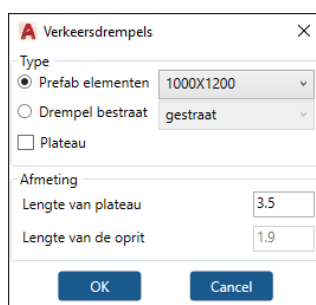 Verkeersdrempels
Type
Prefab elementen 1000X1200
Drempel bestraat gestraat
Plateau
Afmeting
Lengte van plateau 3.5
Lengte van de oprit 1.9
OK Cancel